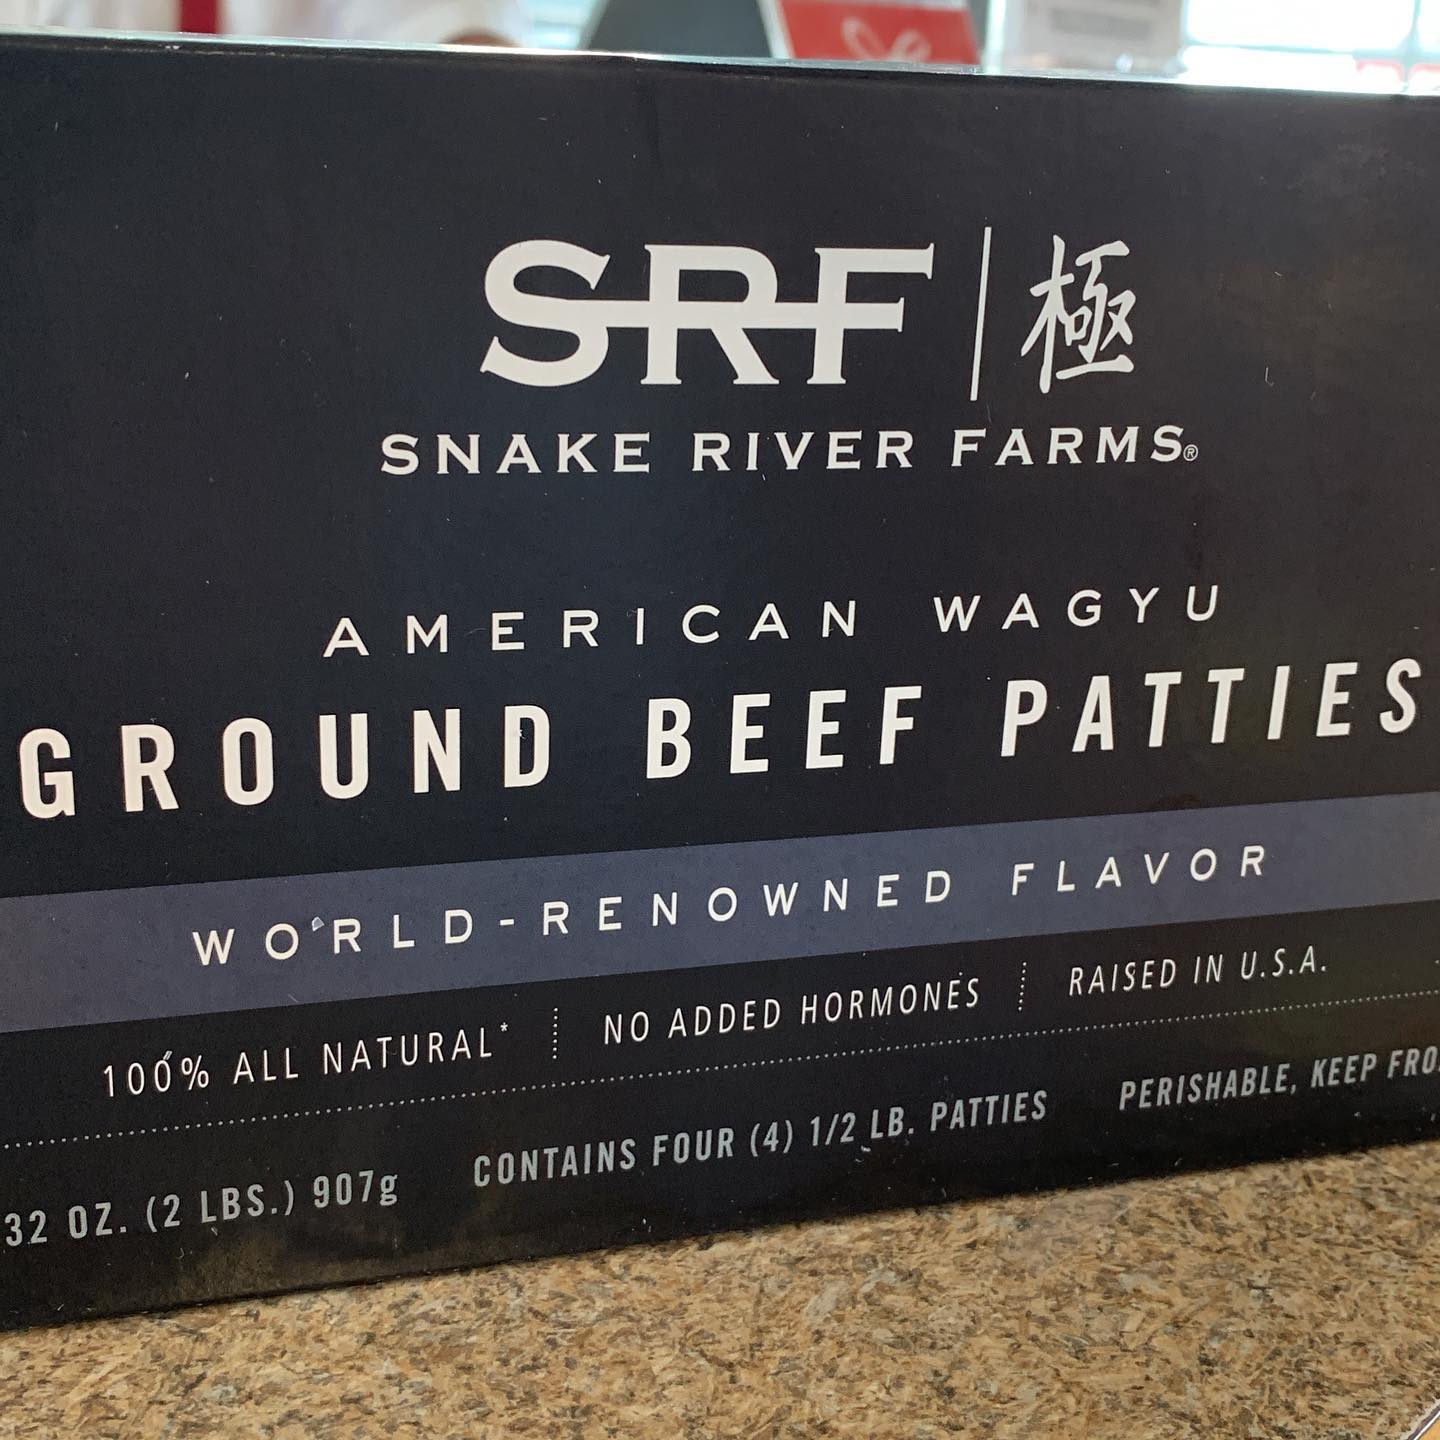 SRF | 極
SNAKE RIVER FARMS®
AMERICAN WAGYU
GROUND BEEF PATTIES
WORLD-RENOWNED FLAVOR
100% ALL NATURAL* NO ADDED HORMONES RAISED IN U.S.A.
32 OZ. (2 LBS.) 907g CONTAINS FOUR (4) 1/2 LB. PATTIES PERISHABLE, KEEP